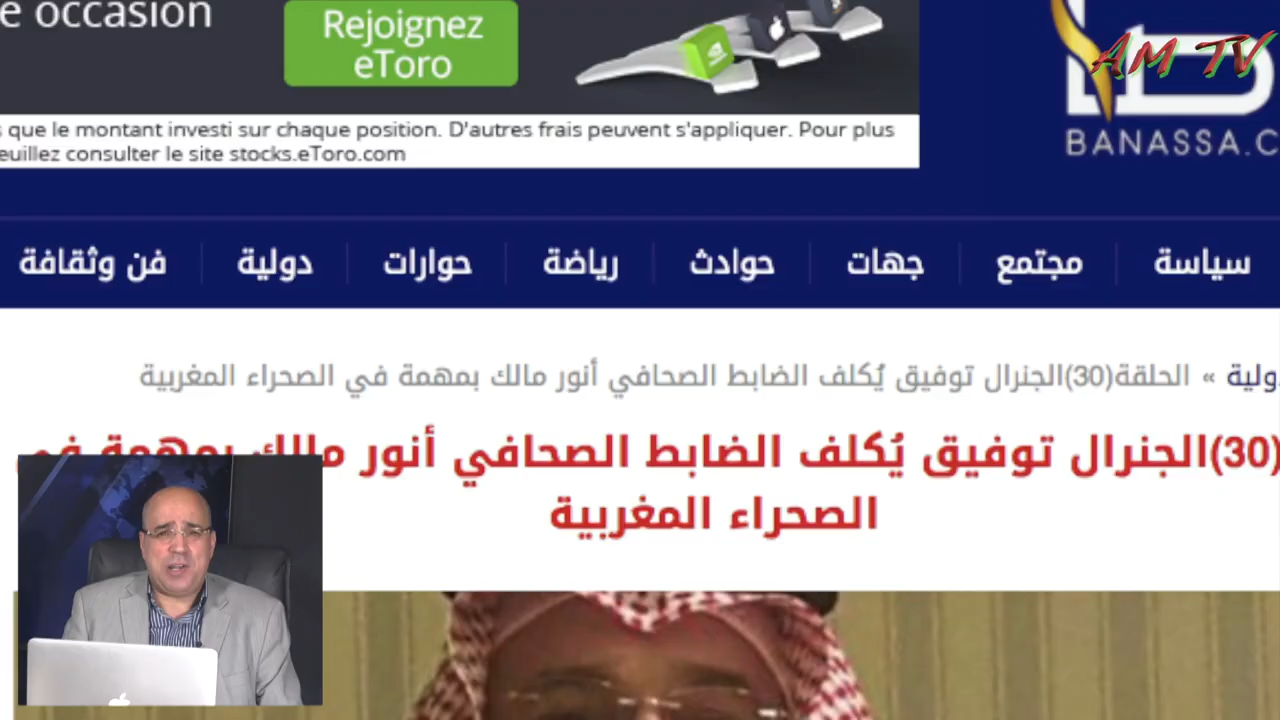 e occasion
Rejoignez
eToro
que le montant investi sur chaque position. D'autres frais peuvent s'appliquer. Pour plus
euillez consulter le site stocks.eToro.com
AM TV
BANASSA.C
سياسة
مجتمع
جهات
حوادث
رياضة
حوارات
دولية
فن وثقافة
ولية » الحلقة(30)الجنرال توفيق يُكلف الضابط الصحافي أنور مالك بمهمة في الصحراء المغربية
(30)الجنرال توفيق يُكلف الضابط الصحافي أنور مالك بمهمة في
الصحراء المغربية